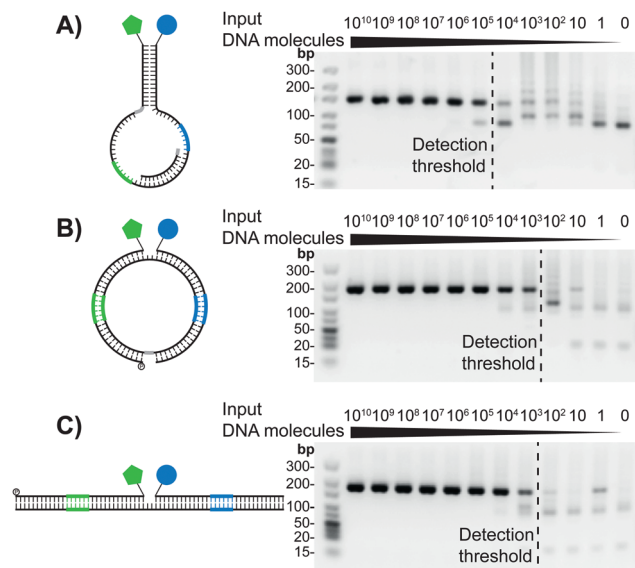 A)
Input 10¹⁰ 10⁹ 10⁸ 10⁷ 10⁶ 10⁵ 10⁴ 10³ 10² 10 1 0
DNA molecules
bp
300-
100-
50-
20-
15-
Detection
threshold
B)
Input
DNA molecules 10¹⁰ 10⁹ 10⁸ 10⁷ 10⁶ 10⁵ 10⁴ 10³ 10² 10 1 0
bp
300-
200-
100-
50-
20-
15-
Detection
threshold
P
C)
Input
DNA molecules 10¹⁰ 10⁹ 10⁸ 10⁷ 10⁶ 10⁵ 10⁴ 10³ 10² 10 1 0
bp
300-
200-
100-
50-
20-
15-
Detection
threshold
P